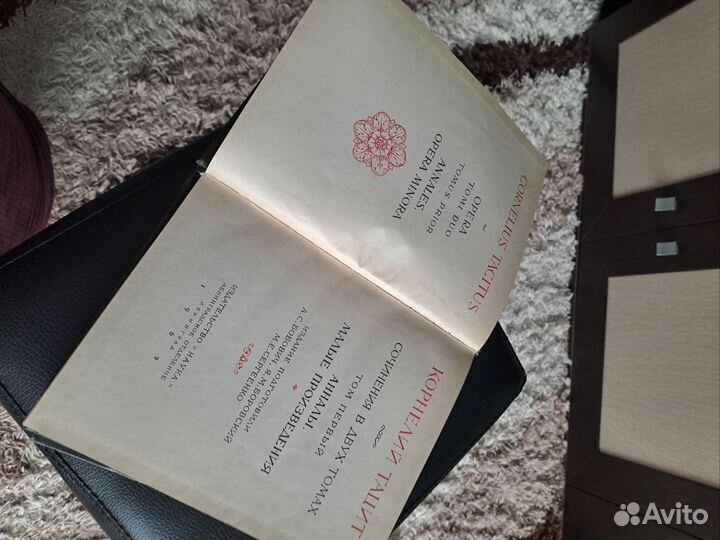 CORNELIUS TACITUS
OPERA
TOMI DUO
TOMUS PRIOR
ANNALES.
OPERA MINORA
КОРНЕЛИЙ ТАЦИТ
СОЧИНЕНИЯ В ДВУХ ТОМАХ
ТОМ ПЕРВЫЙ
АННАЛЫ.
МАЛЫЕ ПРОИЗВЕДЕНИЯ
ИЗДАНИЕ ПОДГОТОВИЛИ
А.С.БОБОВИЧ, Я.М.БОРОВСКИЙ
М.Е.СЕРГЕЕНКО
ИЗДАТЕЛЬСТВО „НАУКА“
ЛЕНИНГРАДСКОЕ ОТДЕЛЕНИЕ
ЛЕНИНГРАД
1969
Avito